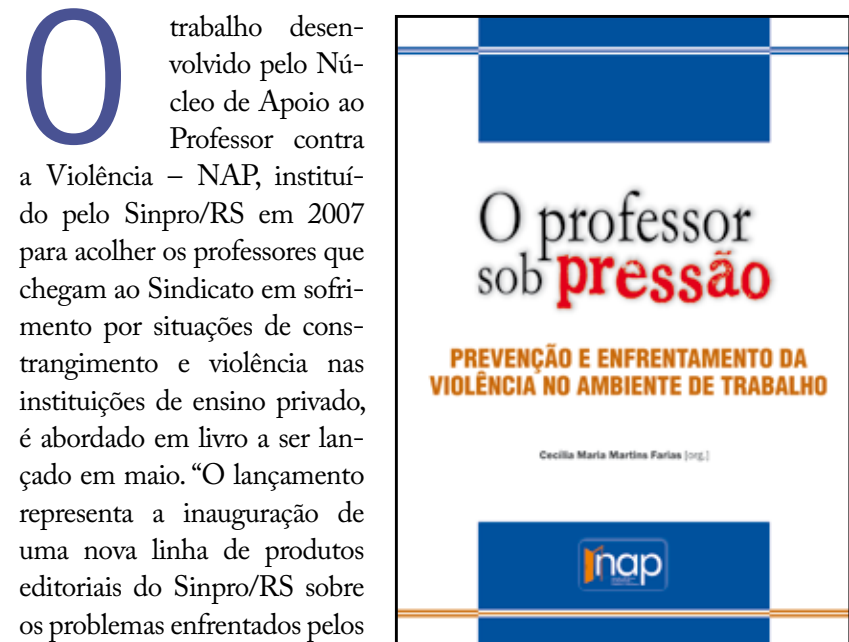 O trabalho desen-
volvido pelo Nú-
cleo de Apoio ao
Professor contra
a Violência – NAP, instituí-
do pelo Sinpro/RS em 2007
para acolher os professores que
chegam ao Sindicato em sofri-
mento por situações de cons-
trangimento e violência nas
instituições de ensino privado,
é abordado em livro a ser lan-
çado em maio. “O lançamento
representa a inauguração de
uma nova linha de produtos
editoriais do Sinpro/RS sobre
os problemas enfrentados pelos
O professor
sob pressão
PREVENÇÃO E ENFRENTAMENTO DA
VIOLÊNCIA NO AMBIENTE DE TRABALHO
Cecília Maria Martins Farias [org.]
nap